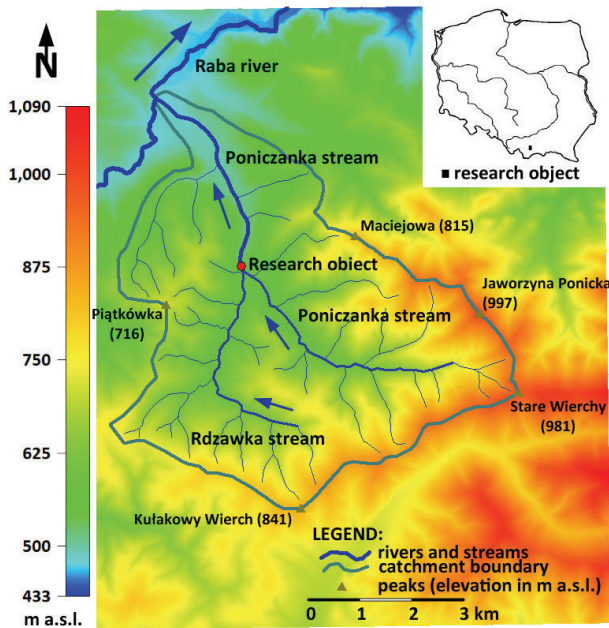 N
1,090
1,000
875
750
625
500
433
m a.s.l.
Raba river
research object
Poniczanka stream
Maciejowa (815)
Research obiect
Jaworzyna Ponicka
(997)
Piątkówka
(716)
Poniczanka stream
Stare Wierchy
(981)
Rdzawka stream
Kułakowy Wierch (841)
LEGEND:
rivers and streams
catchment boundary
peaks (elevation in m a.s.l.)
0 1 2 3 km